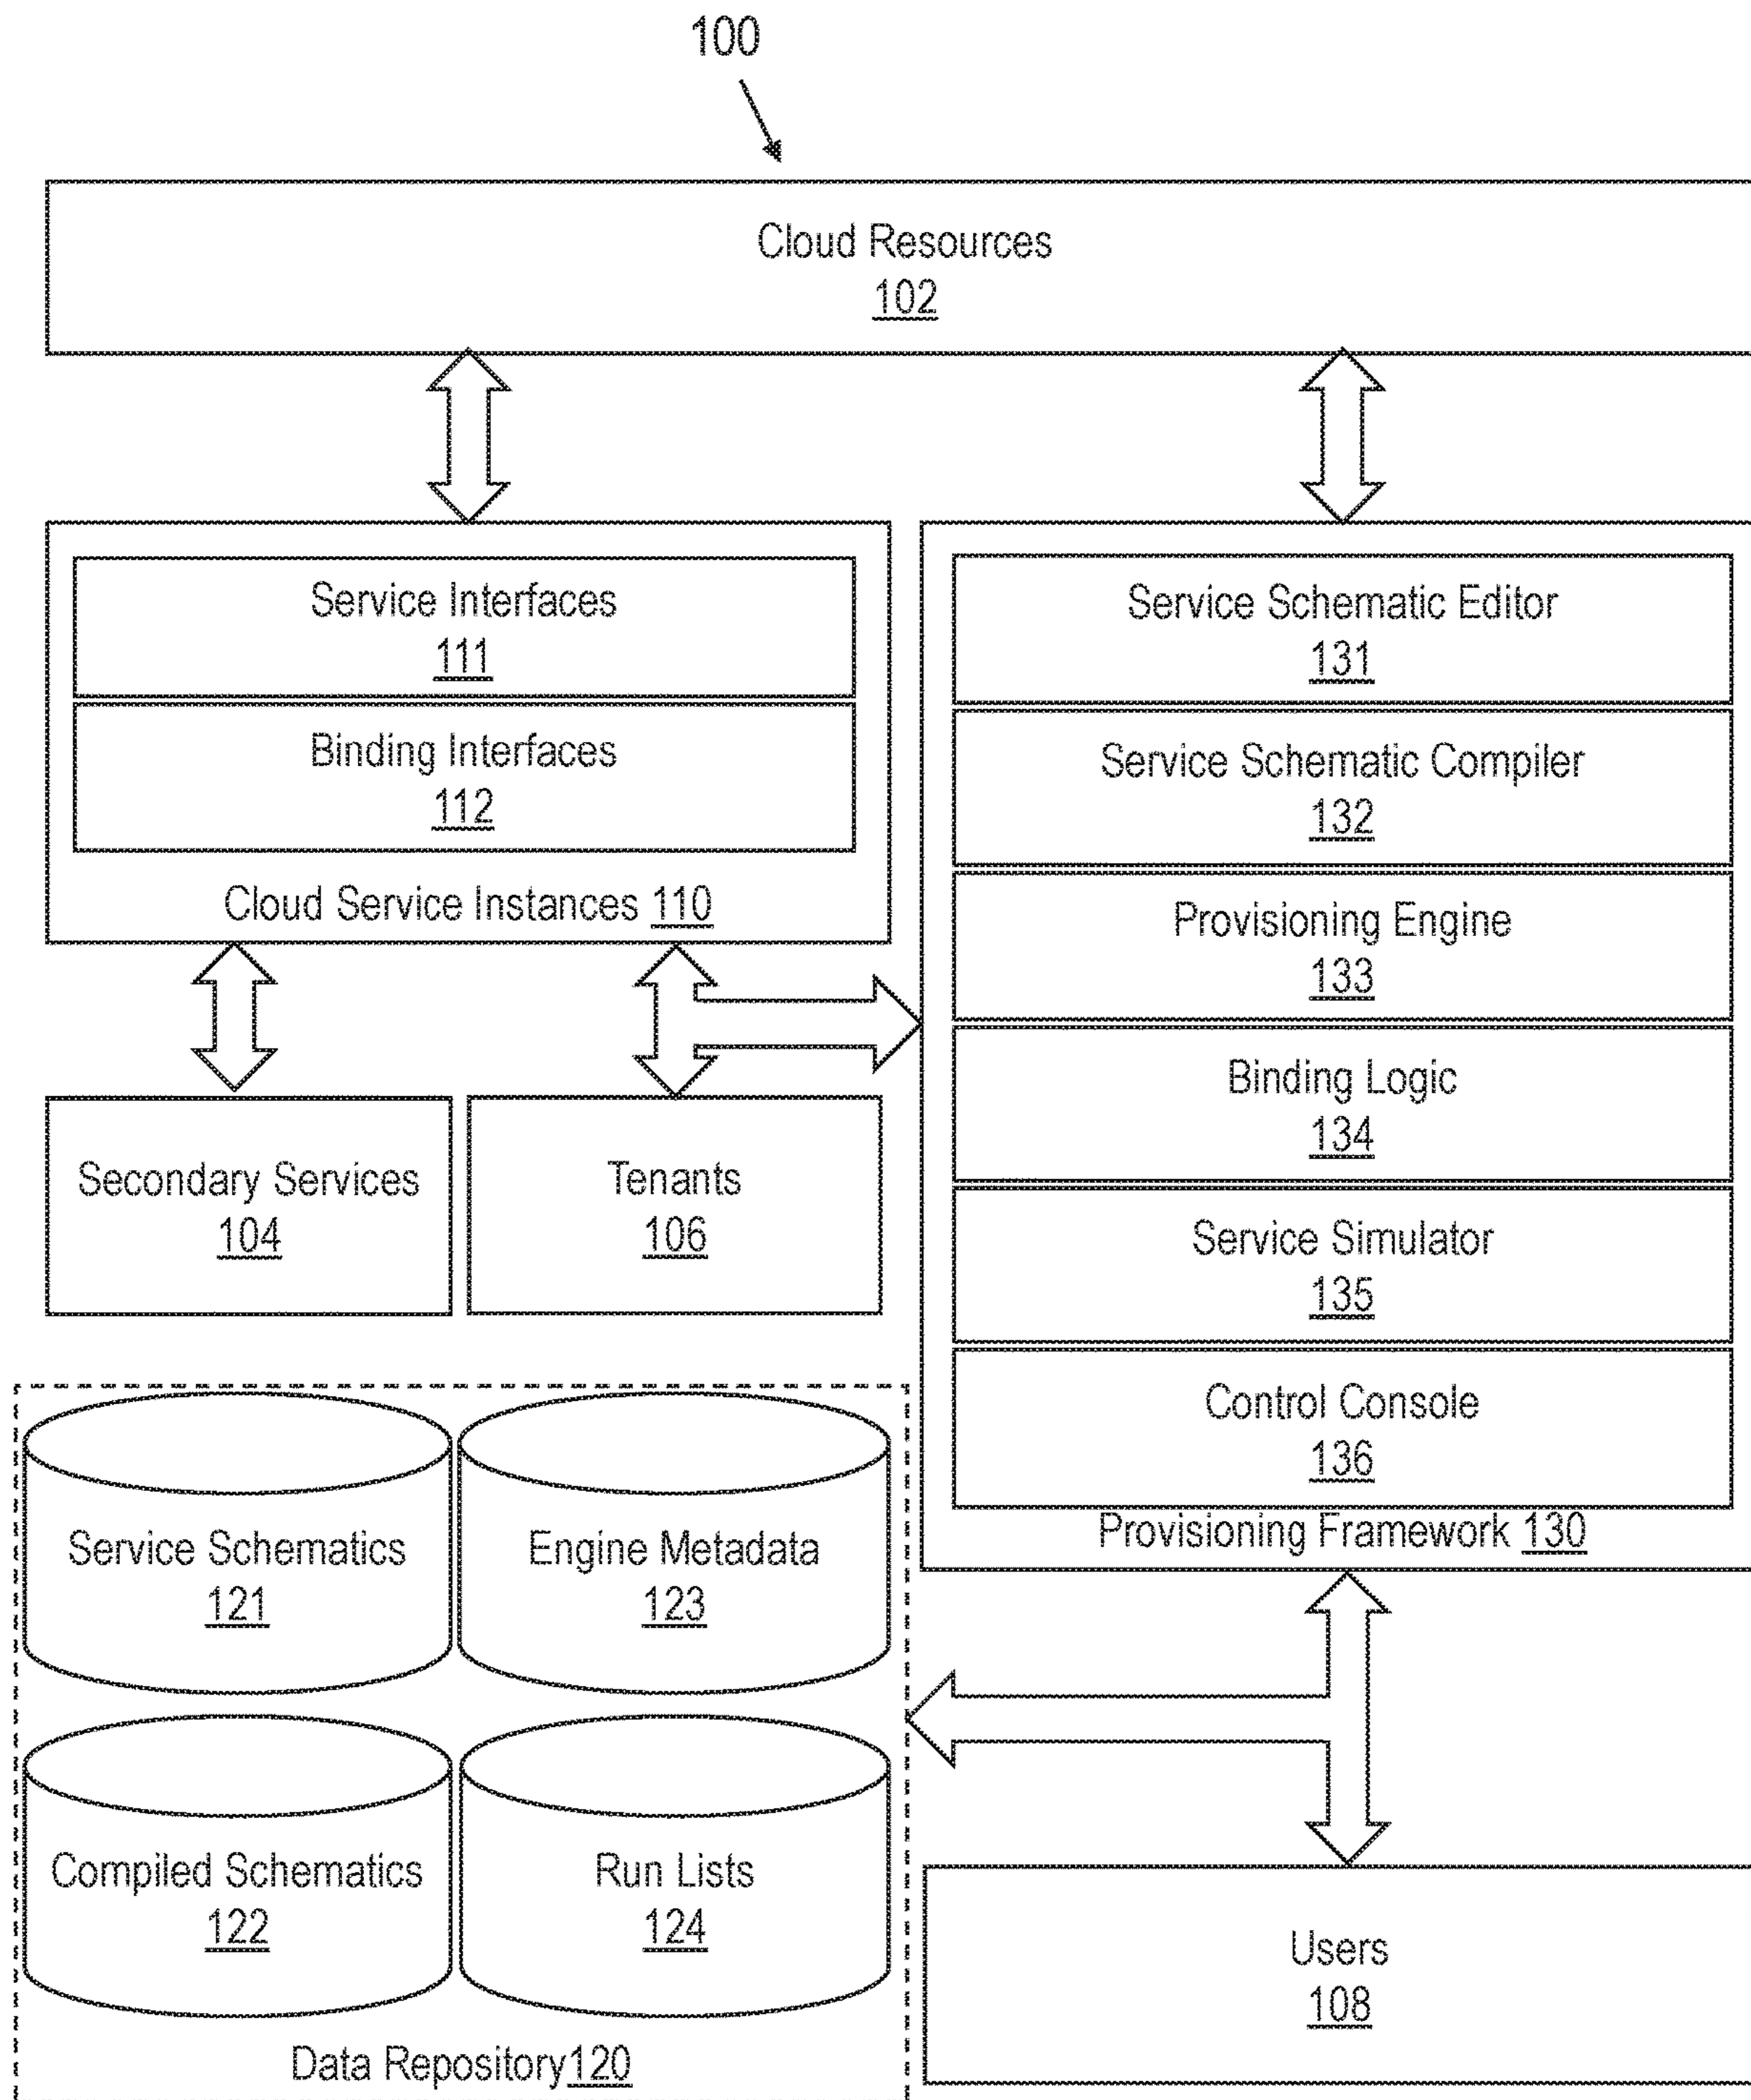 100
Cloud Resources
102
Service Interfaces
111
Binding Interfaces
112
Cloud Service Instances 110
Secondary Services
104
Tenants
106
Service Schematic Editor
131
Service Schematic Compiler
132
Provisioning Engine
133
Binding Logic
134
Service Simulator
135
Control Console
136
Provisioning Framework 130
Service Schematics
121
Engine Metadata
123
Compiled Schematics
122
Run Lists
124
Data Repository120
Users
108